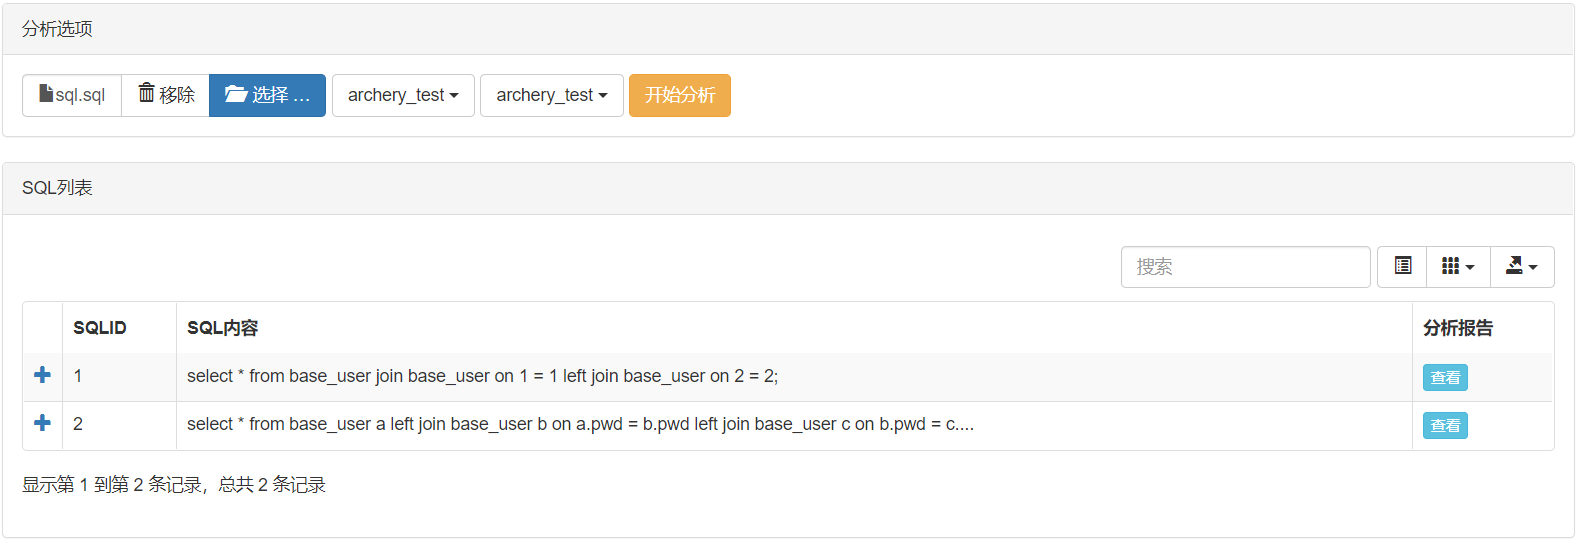 分析选项
sql.sql 移除 选择 ... archery_test archery_test 开始分析
SQL列表
搜索
SQLID SQL内容 分析报告
1 select * from base_user join base_user on 1 = 1 left join base_user on 2 = 2; 查看
2 select * from base_user a left join base_user b on a.pwd = b.pwd left join base_user c on b.pwd = c.... 查看
显示第 1 到第 2 条记录，总共 2 条记录